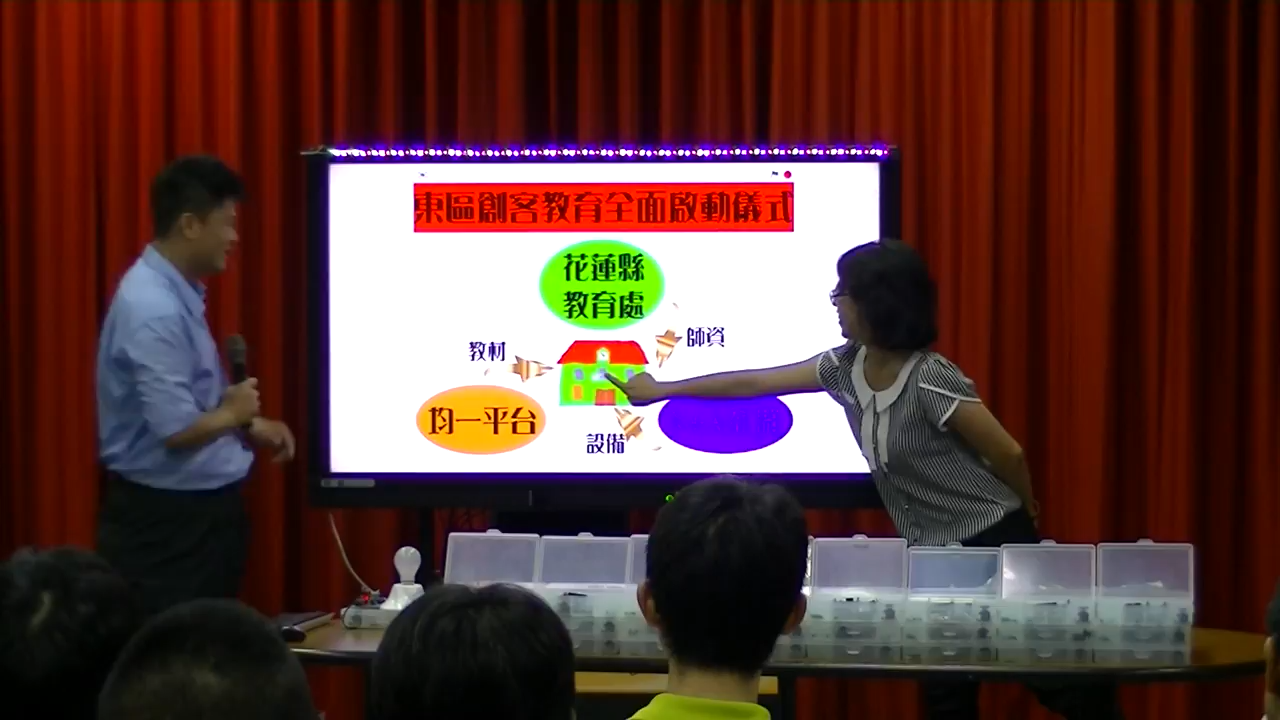 東區創客教育全面啟動儀式
花蓮縣
教育處
師資
教材
均一平台
設備